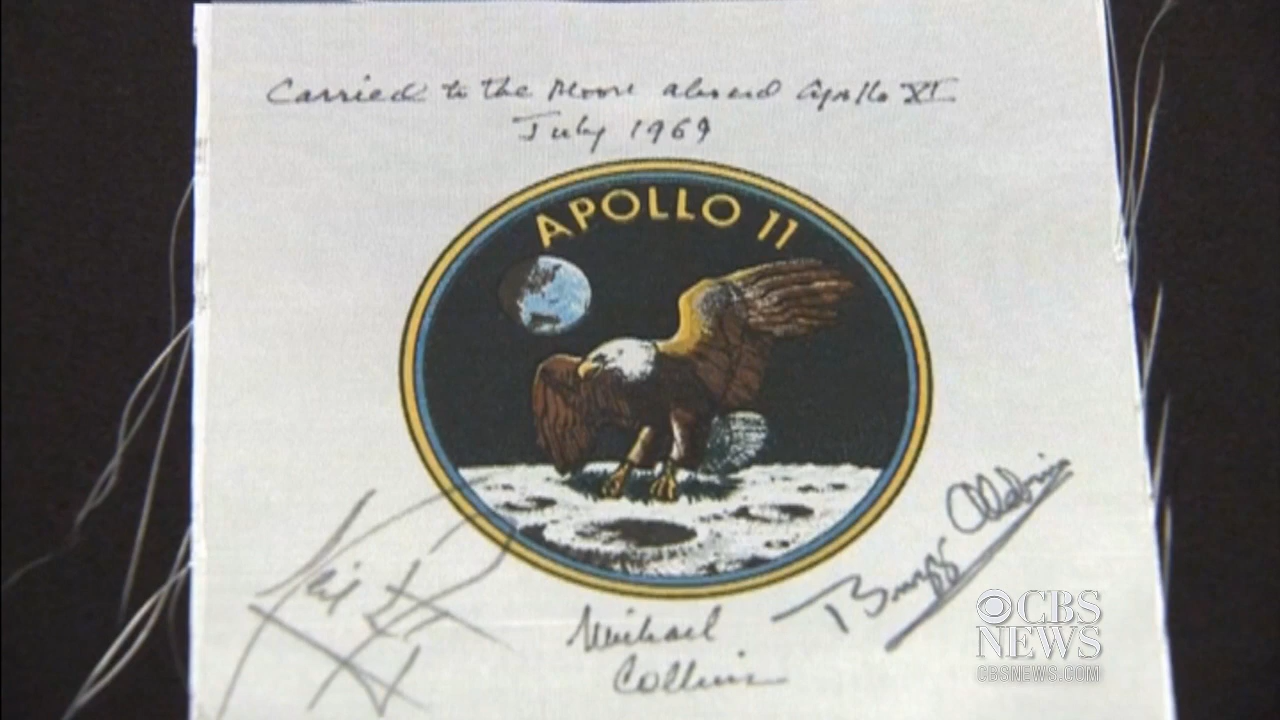 Carried to the Moon aboard Apollo XI
July 1969
APOLLO 11
Neil
Michael
Collins
Buzz Aldrin
CBS
NEWS
CBSNEWS.COM